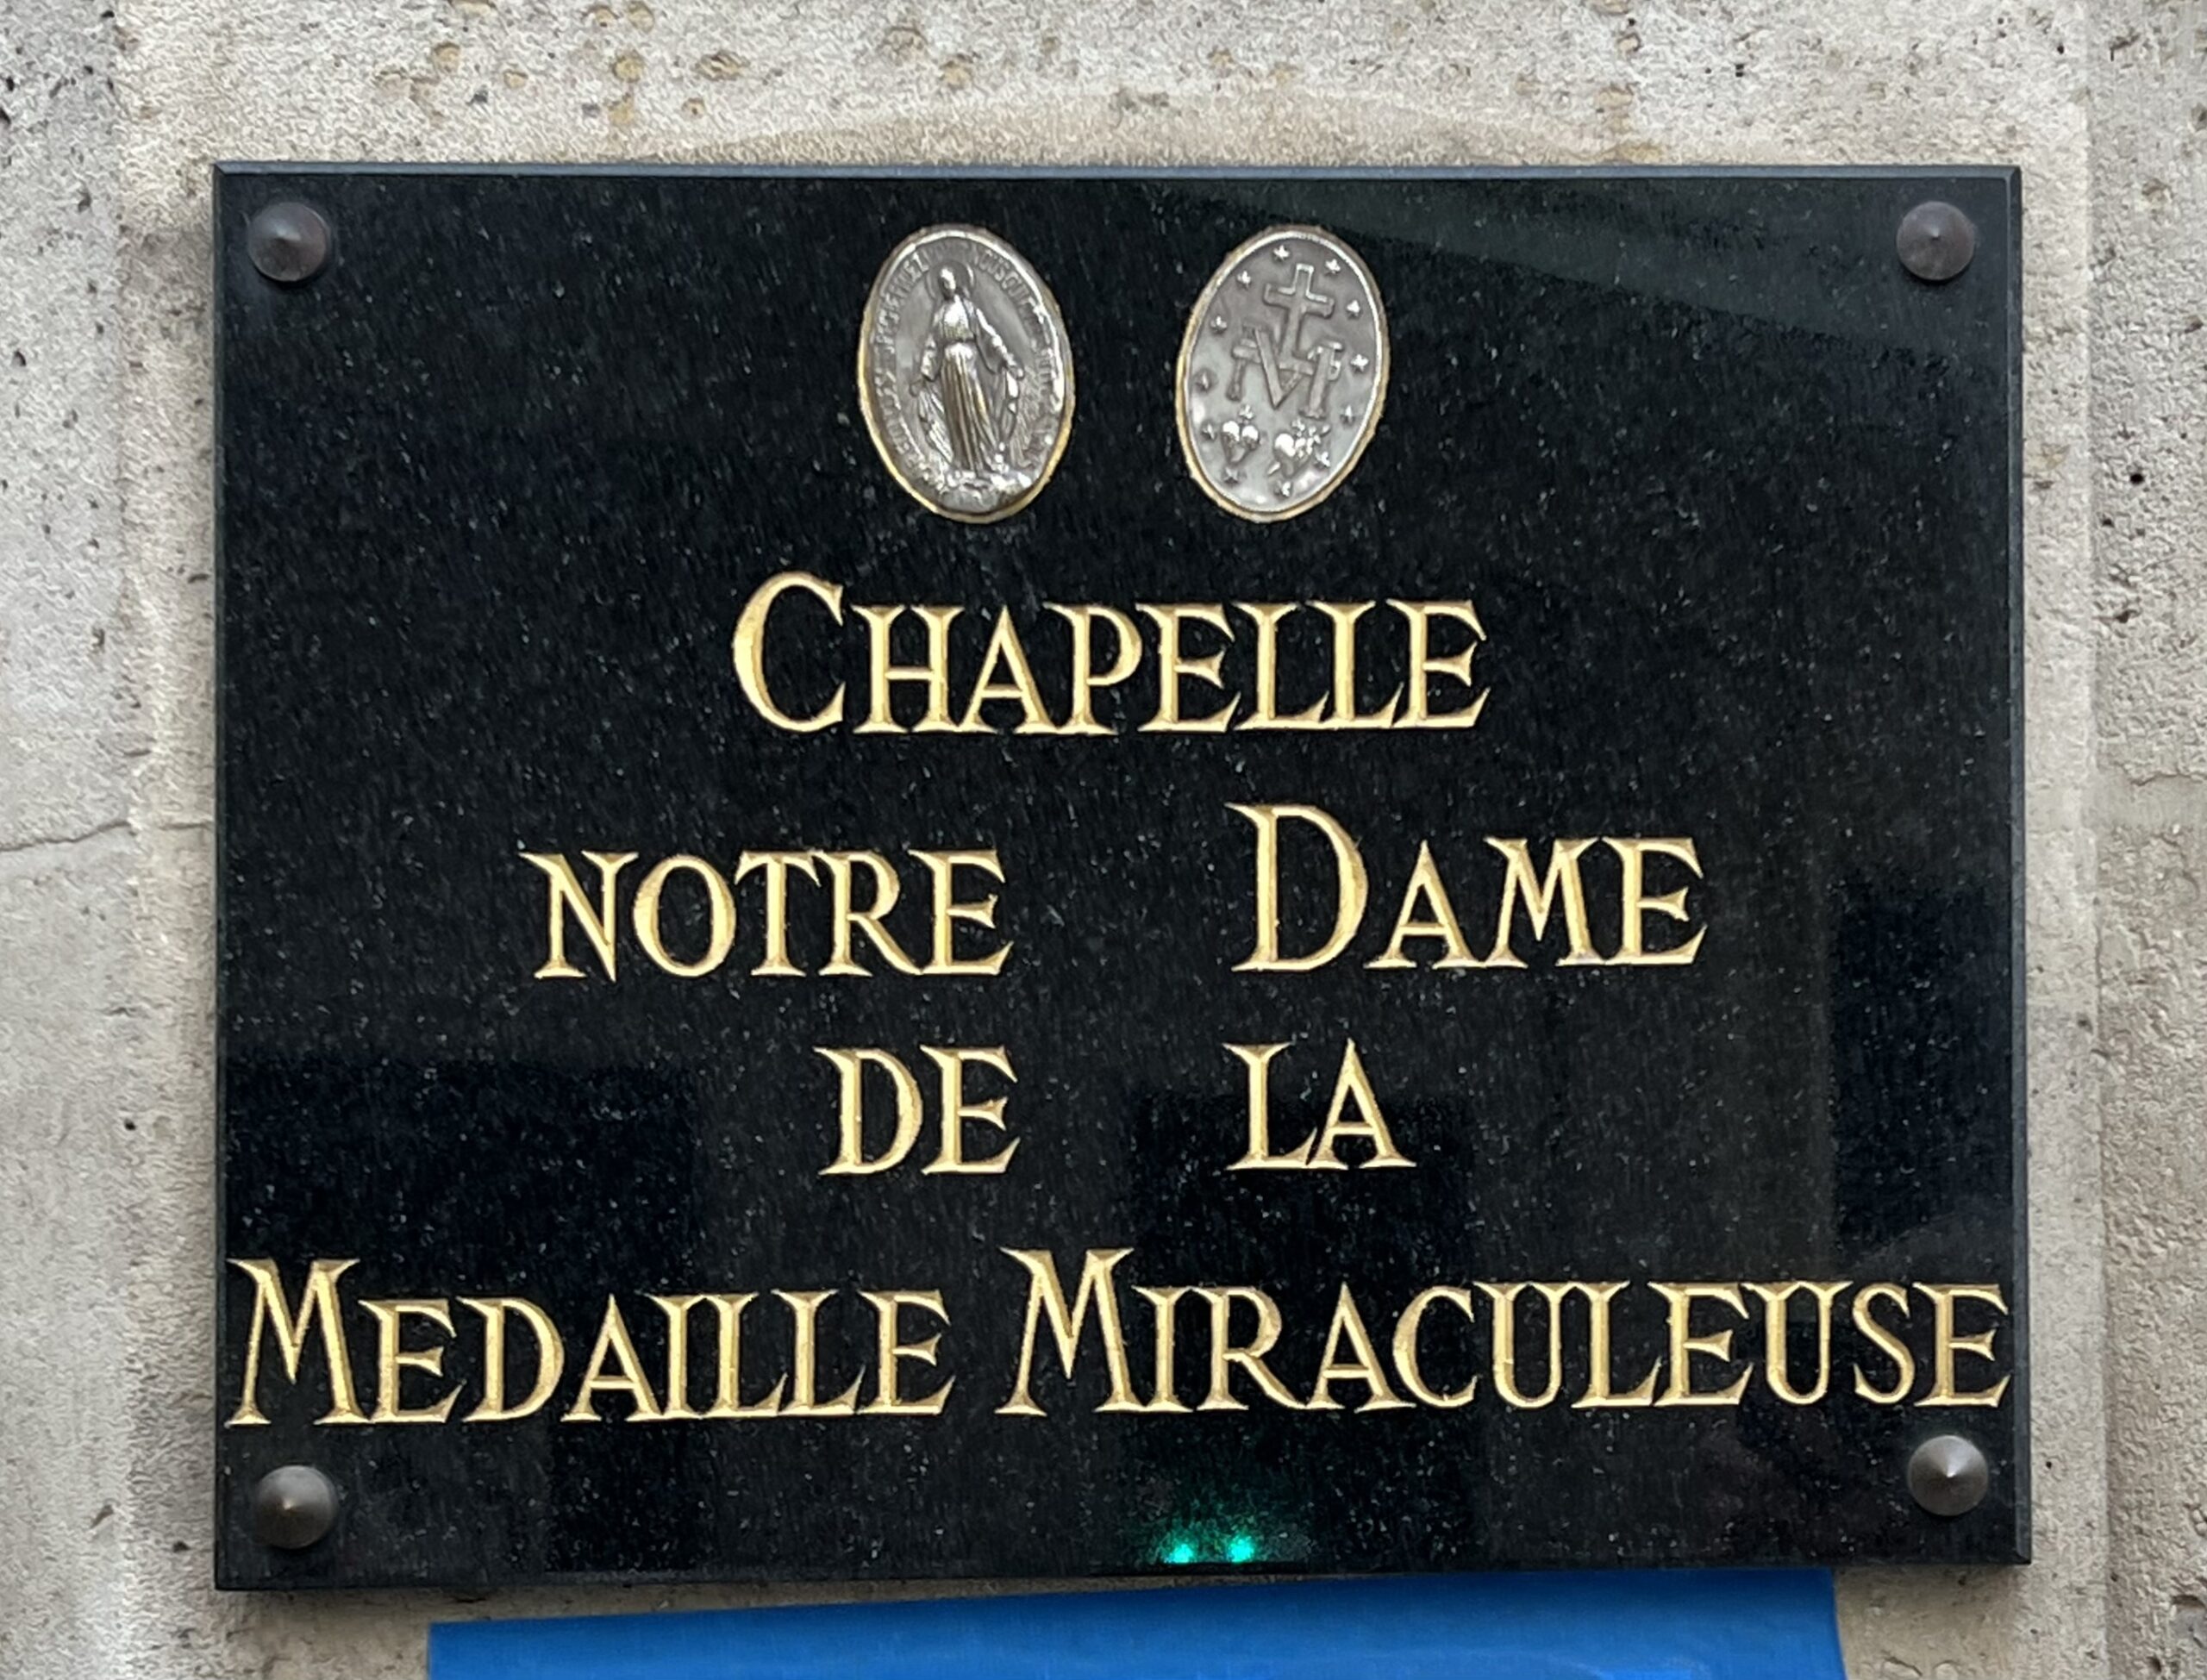 CHAPELLE
NOTRE DAME
DE LA
MEDAILLE MIRACULEUSE